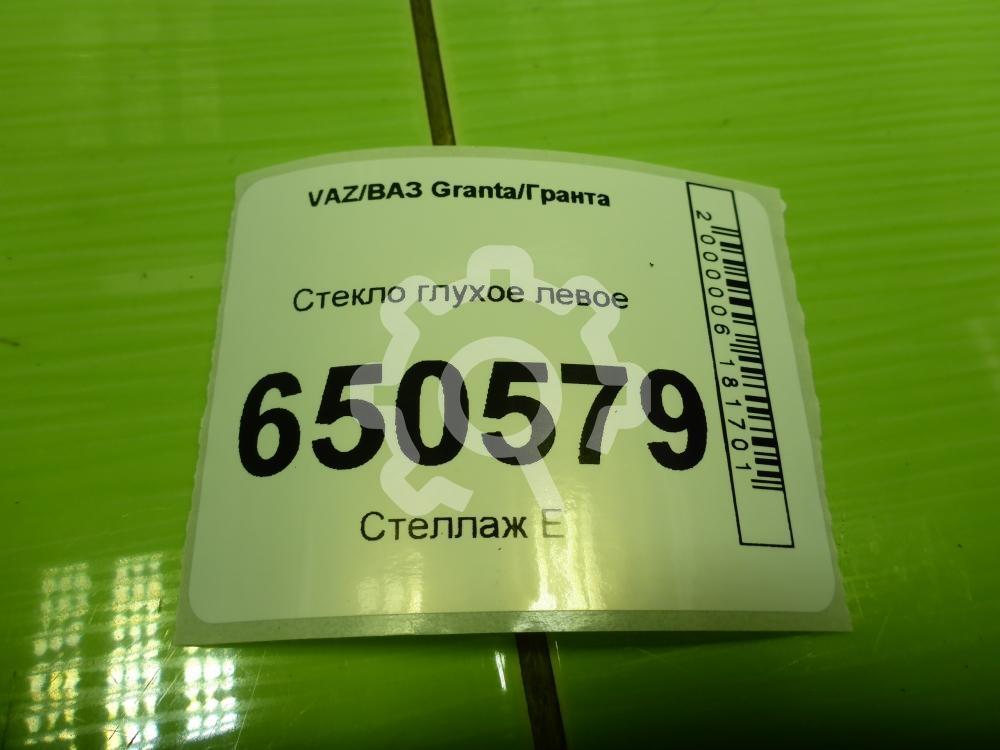 VAZ/ВАЗ Granta/Гранта
Стекло глухое левое
650579
Стеллаж Е
2000006181701